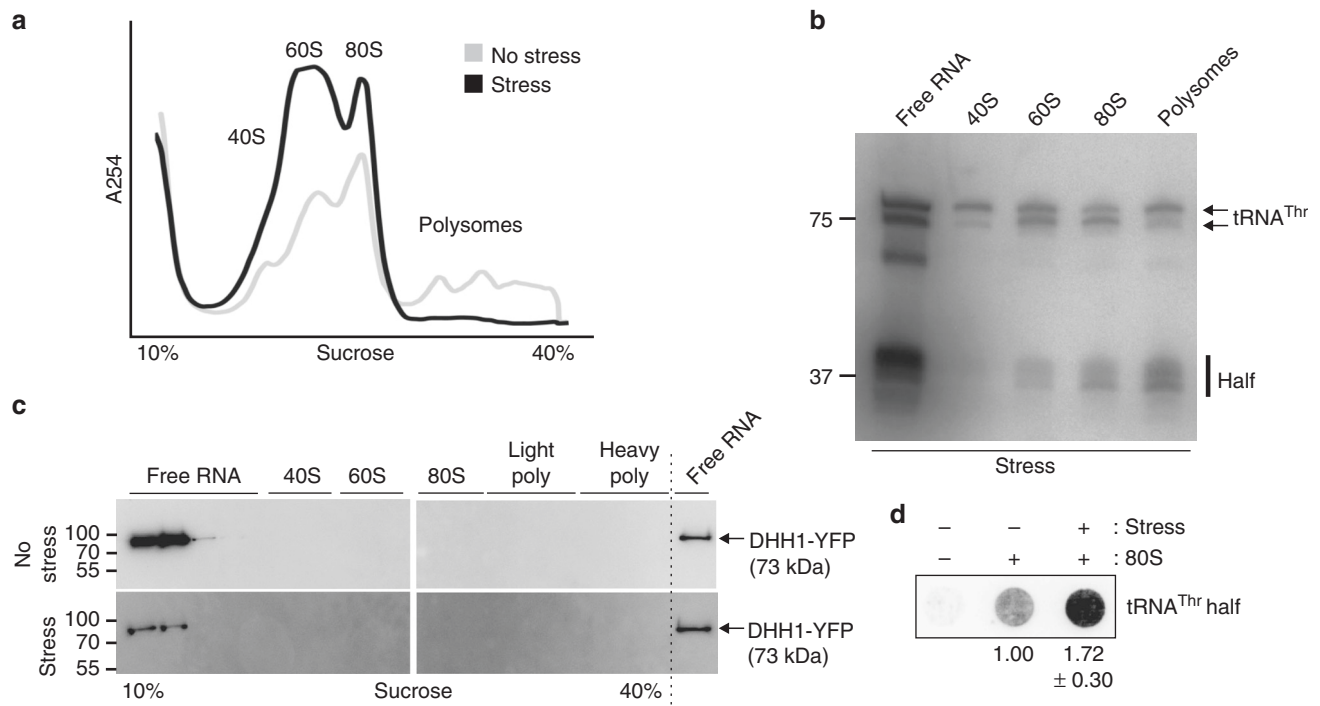 a
60S 80S
No stress
Stress
40S
A254
Polysomes
10% Sucrose 40%
b
Free RNA 40S 60S 80S Polysomes
75
tRNAThr
37
Half
Stress
c
Free RNA 40S 60S 80S Light poly Heavy poly Free RNA
No stress
100
70
55
DHH1-YFP
(73 kDa)
Stress
100
70
55
DHH1-YFP
(73 kDa)
10% Sucrose 40%
d
– – + : Stress
– + + : 80S
tRNAThr half
1.00 1.72
± 0.30